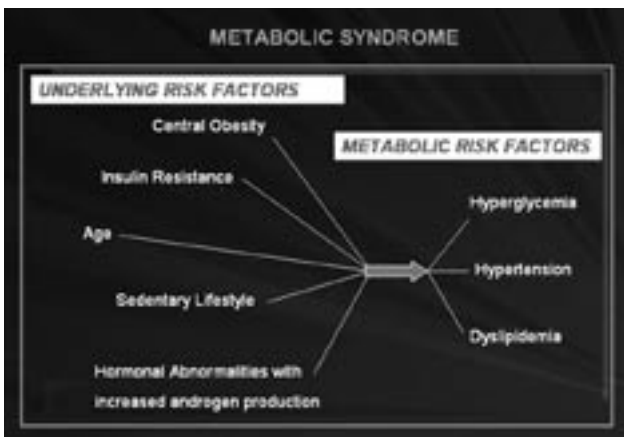 METABOLIC SYNDROME
UNDERLYING RISK FACTORS
Central Obesity
METABOLIC RISK FACTORS
Insulin Resistance
Hyperglycemia
Age
Hypertension
Sedentary Lifestyle
Dyslipidemia
Hormonal Abnormalities with
increased androgen production